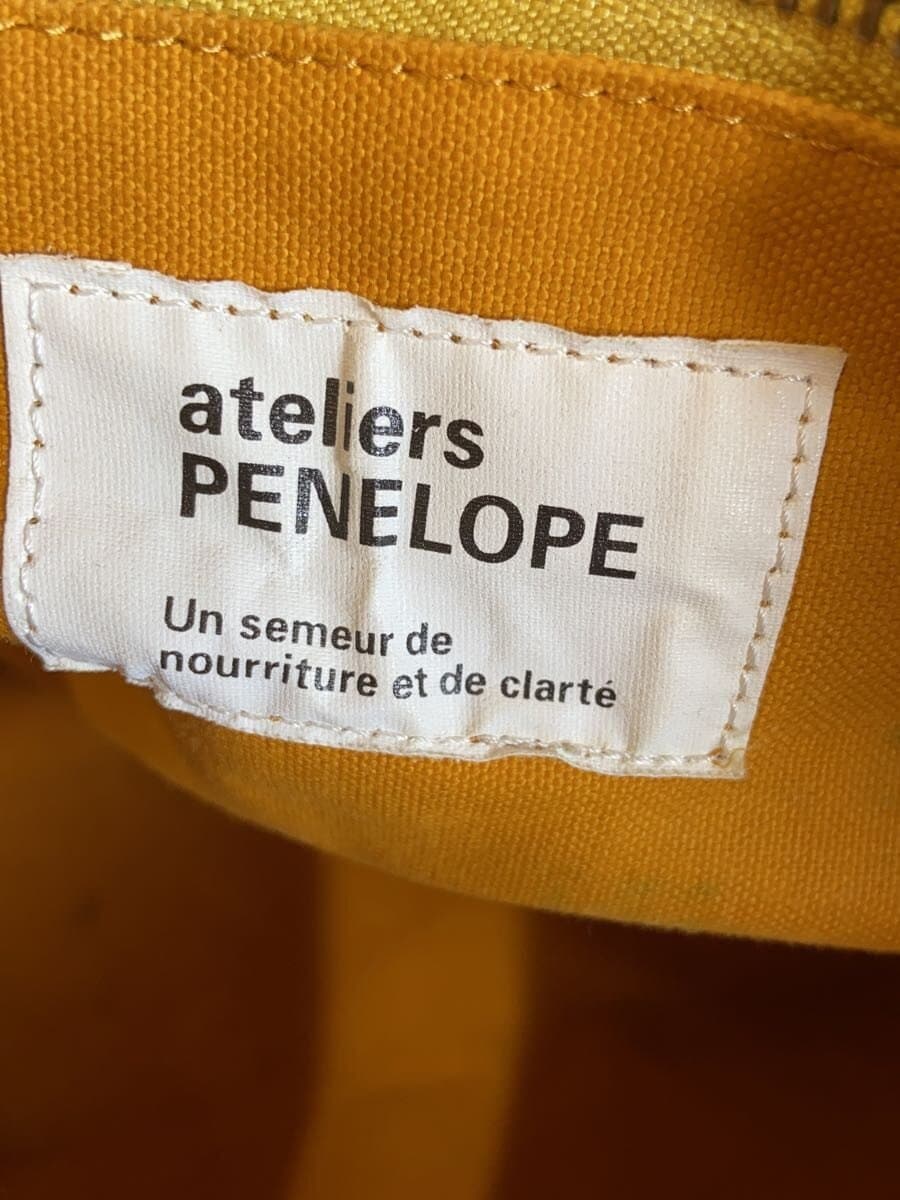 ateliers
PENELOPE
Un semeur de
nourriture et de clarté